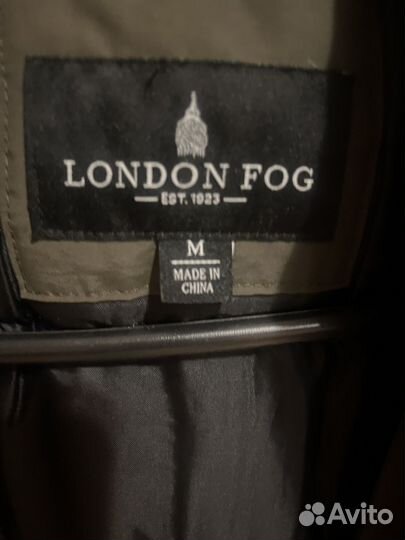 LONDON FOG
EST. 1923
M
MADE IN
CHINA
Avito